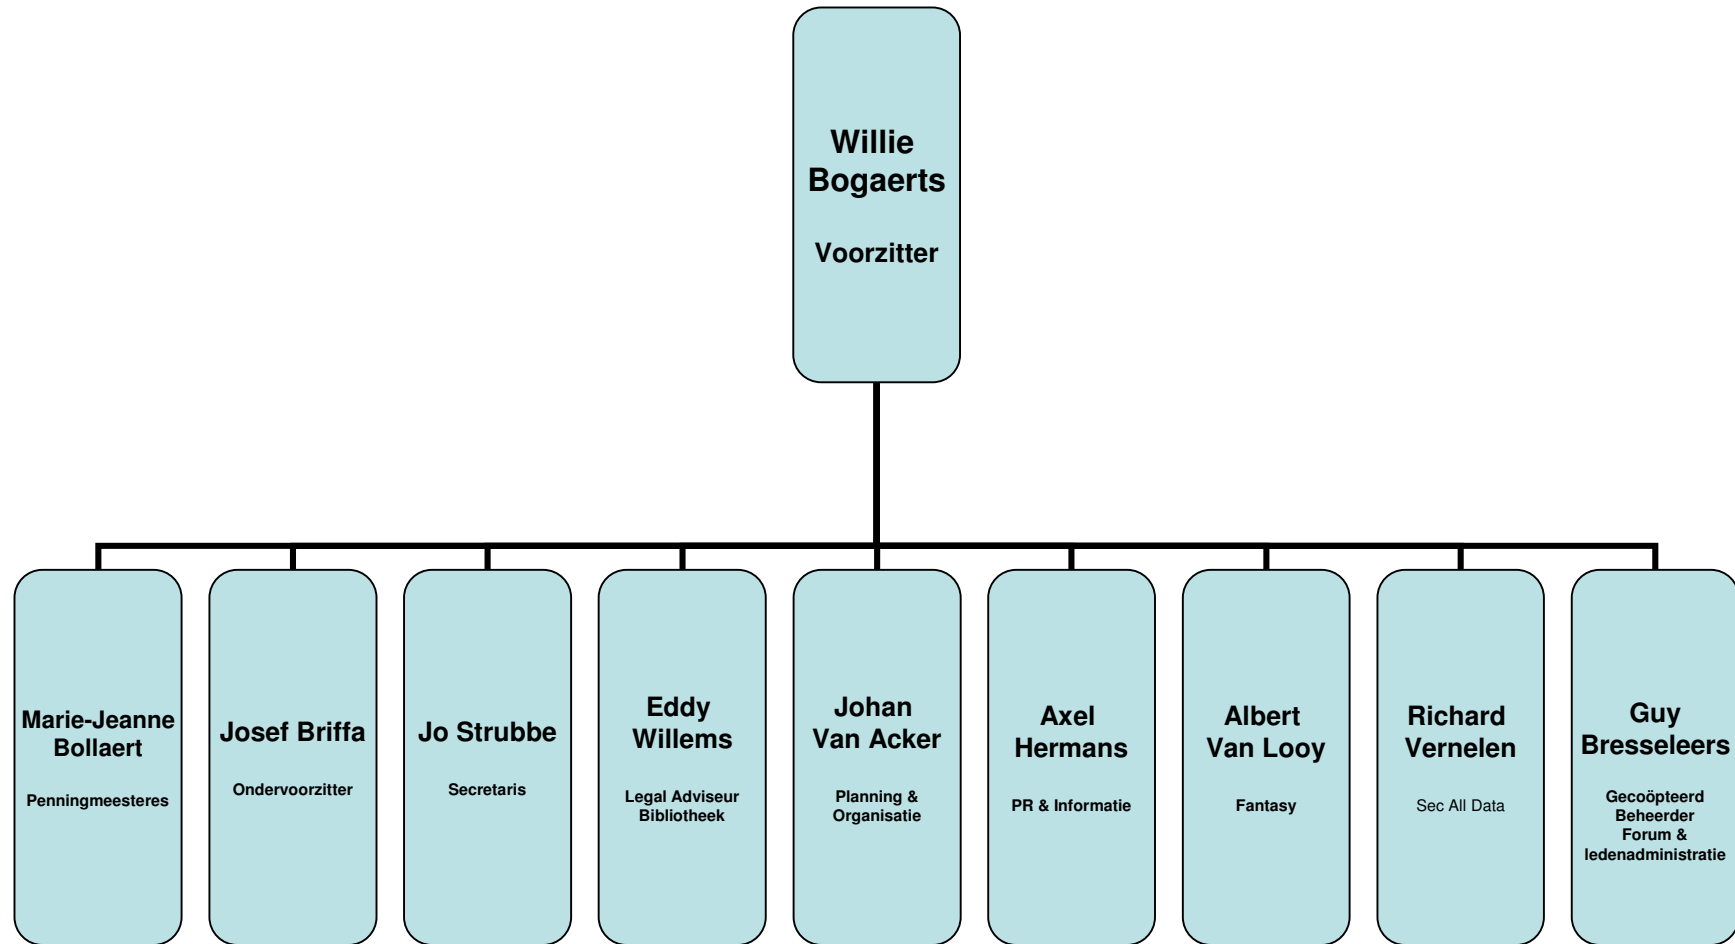 Willie
Bogaerts
Voorzitter
Marie-Jeanne
Bollaert
Penningmeesteres
Josef Briffa
Ondervoorzitter
Jo Strubbe
Secretaris
Eddy
Willems
Legal Adviseur
Bibliotheek
Johan
Van Acker
Planning &
Organisatie
Axel
Hermans
PR & Informatie
Albert
Van Looy
Fantasy
Richard
Vernelen
Sec All Data
Guy
Bresseleers
Gecoöpteerd
Beheerder
Forum &
ledenadministratie